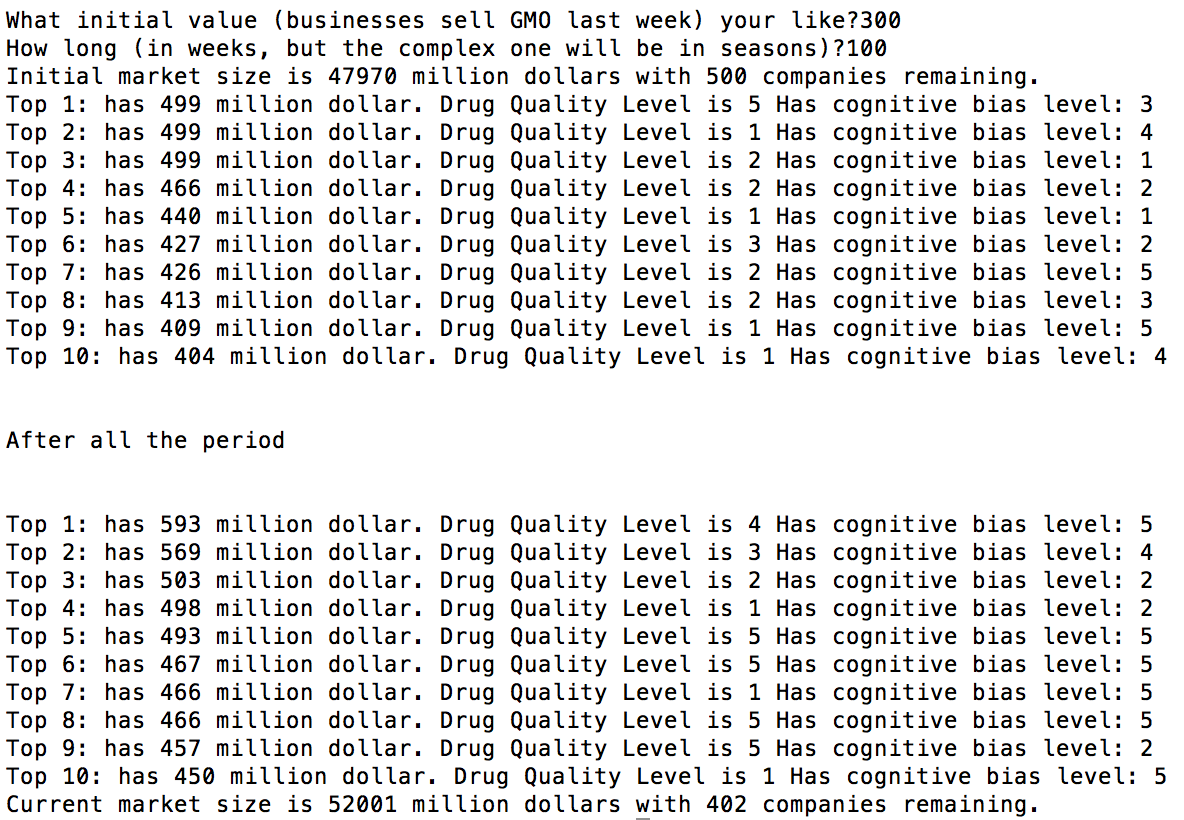 What initial value (businesses sell GMO last week) your like?300
How long (in weeks, but the complex one will be in seasons)?100
Initial market size is 47970 million dollars with 500 companies remaining.
Top 1: has 499 million dollar. Drug Quality Level is 5 Has cognitive bias level: 3
Top 2: has 499 million dollar. Drug Quality Level is 1 Has cognitive bias level: 4
Top 3: has 499 million dollar. Drug Quality Level is 2 Has cognitive bias level: 1
Top 4: has 466 million dollar. Drug Quality Level is 2 Has cognitive bias level: 2
Top 5: has 440 million dollar. Drug Quality Level is 1 Has cognitive bias level: 1
Top 6: has 427 million dollar. Drug Quality Level is 3 Has cognitive bias level: 2
Top 7: has 426 million dollar. Drug Quality Level is 2 Has cognitive bias level: 5
Top 8: has 413 million dollar. Drug Quality Level is 2 Has cognitive bias level: 3
Top 9: has 409 million dollar. Drug Quality Level is 1 Has cognitive bias level: 5
Top 10: has 404 million dollar. Drug Quality Level is 1 Has cognitive bias level: 4
After all the period
Top 1: has 593 million dollar. Drug Quality Level is 4 Has cognitive bias level: 5
Top 2: has 569 million dollar. Drug Quality Level is 3 Has cognitive bias level: 4
Top 3: has 503 million dollar. Drug Quality Level is 2 Has cognitive bias level: 2
Top 4: has 498 million dollar. Drug Quality Level is 1 Has cognitive bias level: 2
Top 5: has 493 million dollar. Drug Quality Level is 5 Has cognitive bias level: 5
Top 6: has 467 million dollar. Drug Quality Level is 5 Has cognitive bias level: 5
Top 7: has 466 million dollar. Drug Quality Level is 1 Has cognitive bias level: 5
Top 8: has 466 million dollar. Drug Quality Level is 5 Has cognitive bias level: 5
Top 9: has 457 million dollar. Drug Quality Level is 5 Has cognitive bias level: 2
Top 10: has 450 million dollar. Drug Quality Level is 1 Has cognitive bias level: 5
Current market size is 52001 million dollars with 402 companies remaining.